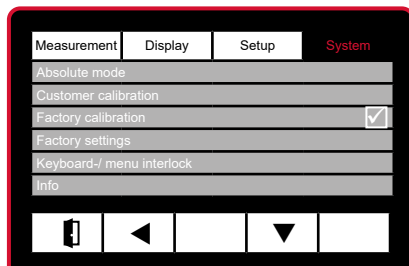 Measurement Display Setup System
Absolute mode
Customer calibration
Factory calibration
Factory settings
Keyboard-/ menu interlock
Info